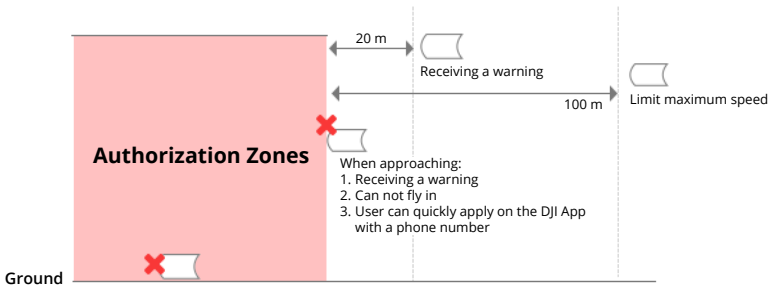 20 m
Receiving a warning
100 m
Limit maximum speed
Authorization Zones
When approaching:
1. Receiving a warning
2. Can not fly in
3. User can quickly apply on the DJI App
with a phone number
Ground